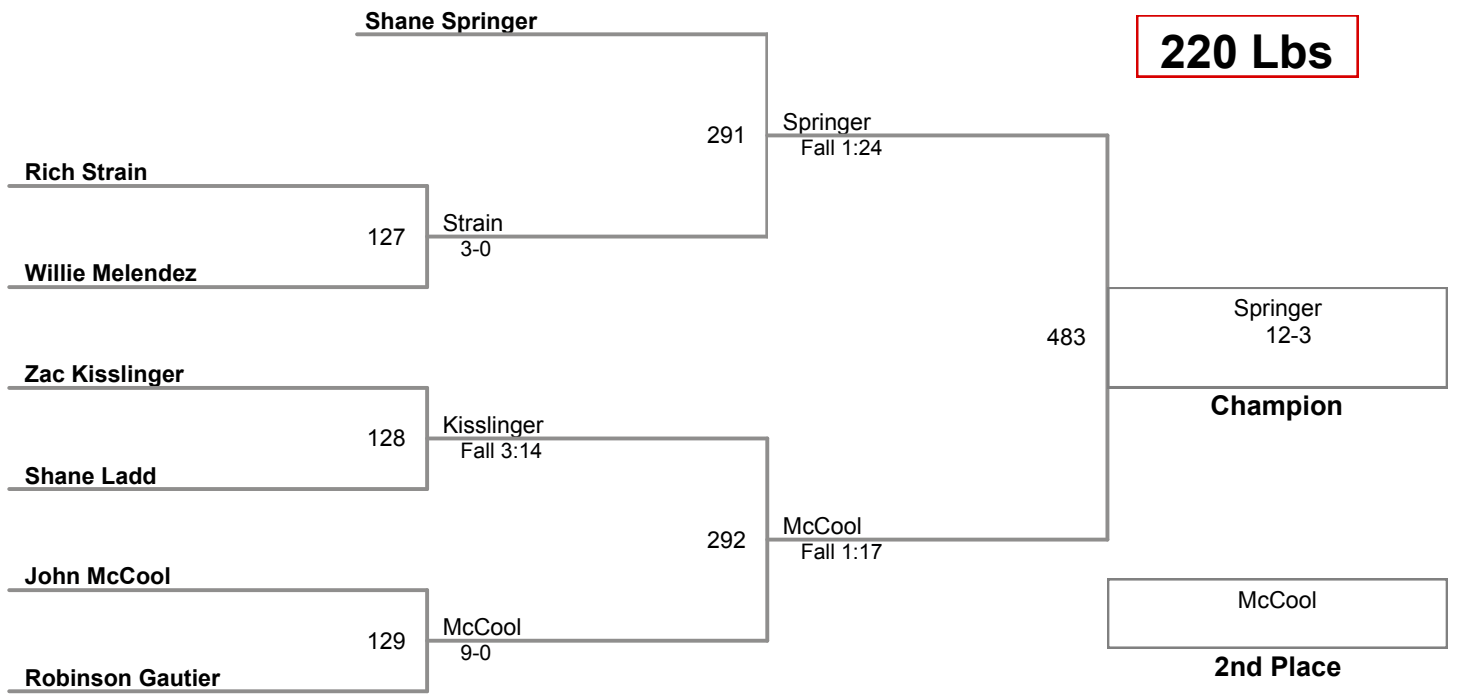 Shane Springer
220 Lbs
291
Springer
Fall 1:24
Rich Strain
127
Strain
3-0
Willie Melendez
483
Springer
12-3
Champion
Zac Kisslinger
128
Kisslinger
Fall 3:14
Shane Ladd
292
McCool
Fall 1:17
John McCool
129
McCool
9-0
Robinson Gautier
McCool
2nd Place